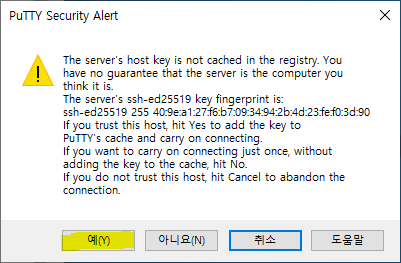 PuTTY Security Alert
The server's host key is not cached in the registry. You
have no guarantee that the server is the computer you
think it is.
The server's ssh-ed25519 key fingerprint is:
ssh-ed25519 255 40:9e:a1:27:f6:b7:09:34:94:2b:4d:23:fe:f0:3d:90
If you trust this host, hit Yes to add the key to
PuTTY's cache and carry on connecting.
If you want to carry on connecting just once, without
adding the key to the cache, hit No.
If you do not trust this host, hit Cancel to abandon the
connection.
예(Y) 아니요(N) 취소 도움말